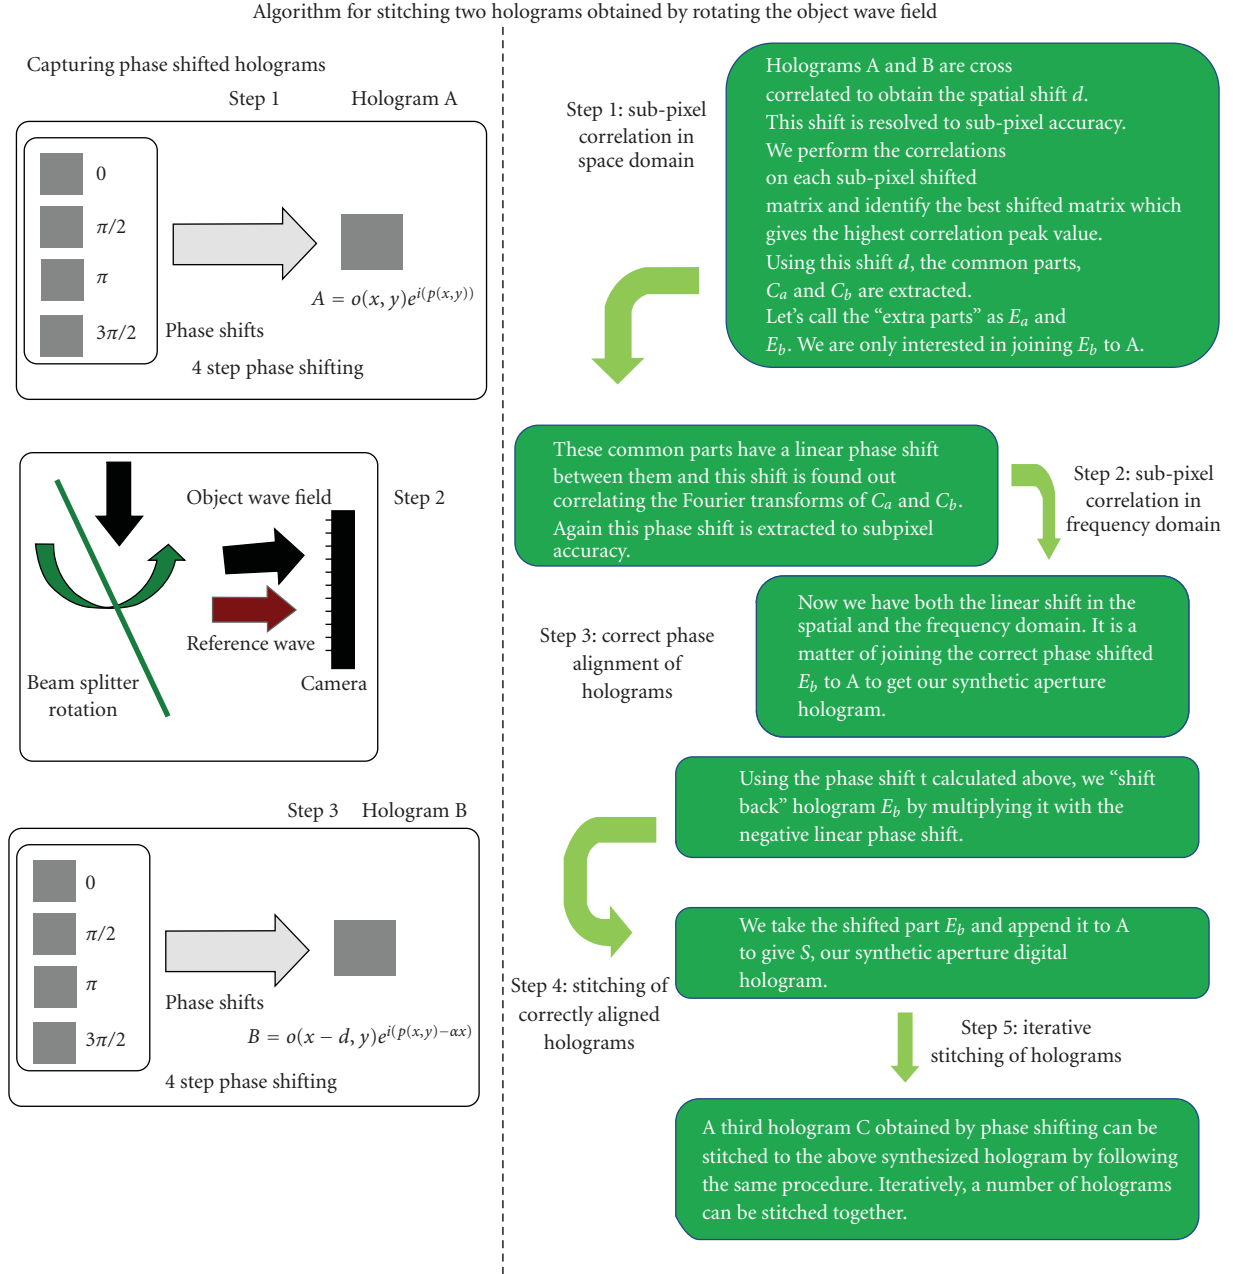 Algorithm for stitching two holograms obtained by rotating the object wave field
Capturing phase shifted holograms
Step 1
Hologram A
0
π/2
π
3π/2
Phase shifts
4 step phase shifting
A = o(x, y)e^{i(p(x,y))}
Object wave field
Step 2
Reference wave
Beam splitter
rotation
Camera
Step 3
Hologram B
0
π/2
π
3π/2
Phase shifts
B = o(x − d, y)e^{i(p(x,y)−αx)}
4 step phase shifting
Step 1: sub-pixel
correlation in
space domain
Holograms A and B are cross
correlated to obtain the spatial shift d.
This shift is resolved to sub-pixel accuracy.
We perform the correlations
on each sub-pixel shifted
matrix and identify the best shifted matrix which
gives the highest correlation peak value.
Using this shift d, the common parts,
C_a and C_b are extracted.
Let's call the “extra parts” as E_a and
E_b. We are only interested in joining E_b to A.
These common parts have a linear phase shift
between them and this shift is found out
correlating the Fourier transforms of C_a and C_b.
Again this phase shift is extracted to subpixel
accuracy.
Step 2: sub-pixel
correlation in
frequency domain
Step 3: correct phase
alignment of
holograms
Now we have both the linear shift in the
spatial and the frequency domain. It is a
matter of joining the correct phase shifted
E_b to A to get our synthetic aperture
hologram.
Using the phase shift t calculated above, we “shift
back” hologram E_b by multiplying it with the
negative linear phase shift.
We take the shifted part E_b and append it to A
to give S, our synthetic aperture digital
hologram.
Step 4: stitching of
correctly aligned
holograms
Step 5: iterative
stitching of holograms
A third hologram C obtained by phase shifting can be
stitched to the above synthesized hologram by following
the same procedure. Iteratively, a number of holograms
can be stitched together.